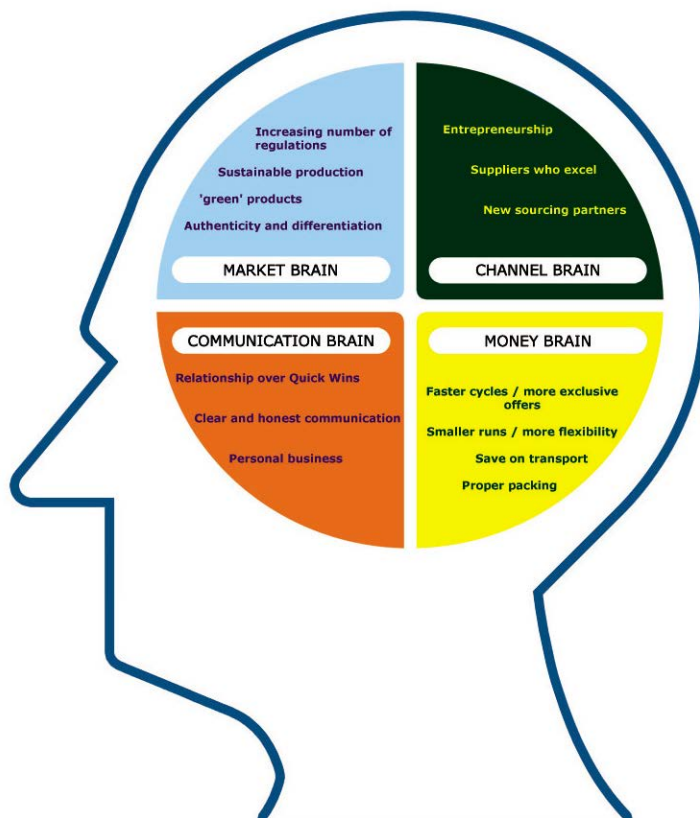 Increasing number of
regulations
Sustainable production
'green' products
Authenticity and differentiation
MARKET BRAIN
Entrepreneurship
Suppliers who excel
New sourcing partners
CHANNEL BRAIN
COMMUNICATION BRAIN
Relationship over Quick Wins
Clear and honest communication
Personal business
MONEY BRAIN
Faster cycles / more exclusive
offers
Smaller runs / more flexibility
Save on transport
Proper packing